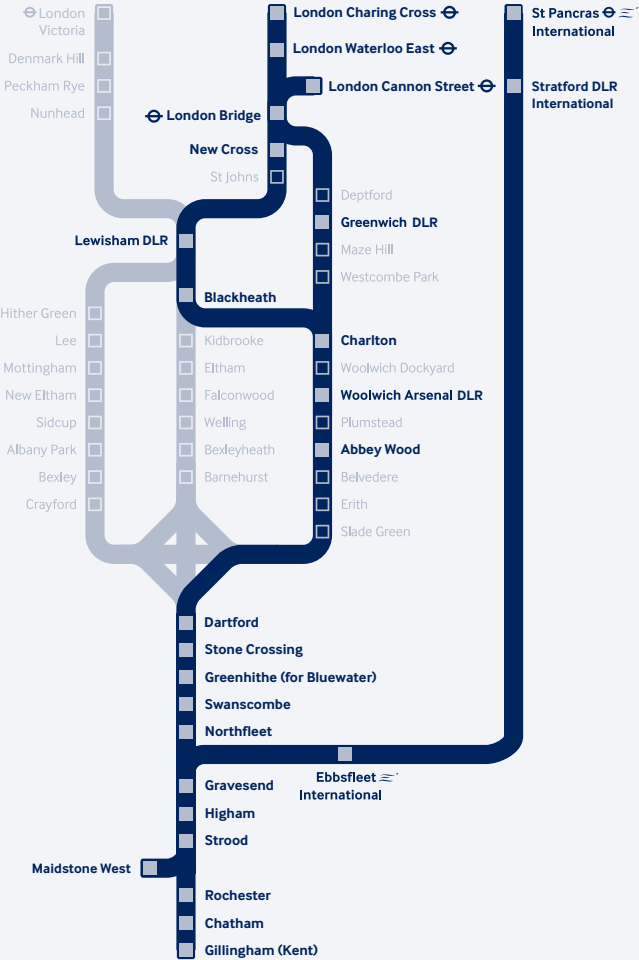 London
Victoria
Denmark Hill
Peckham Rye
Nunhead
London Charing Cross
London Waterloo East
London Cannon Street
London Bridge
New Cross
St Johns
St Pancras
International
Stratford DLR
International
Deptford
Greenwich DLR
Maze Hill
Westcombe Park
Lewisham DLR
Blackheath
Hither Green
Lee
Mottingham
New Eltham
Sidcup
Albany Park
Bexley
Crayford
Kidbrooke
Eltham
Falconwood
Welling
Bexleyheath
Barnehurst
Charlton
Woolwich Dockyard
Woolwich Arsenal DLR
Plumstead
Abbey Wood
Belvedere
Erith
Slade Green
Dartford
Stone Crossing
Greenhithe (for Bluewater)
Swanscombe
Northfleet
Ebbsfleet
International
Gravesend
Higham
Strood
Maidstone West
Rochester
Chatham
Gillingham (Kent)